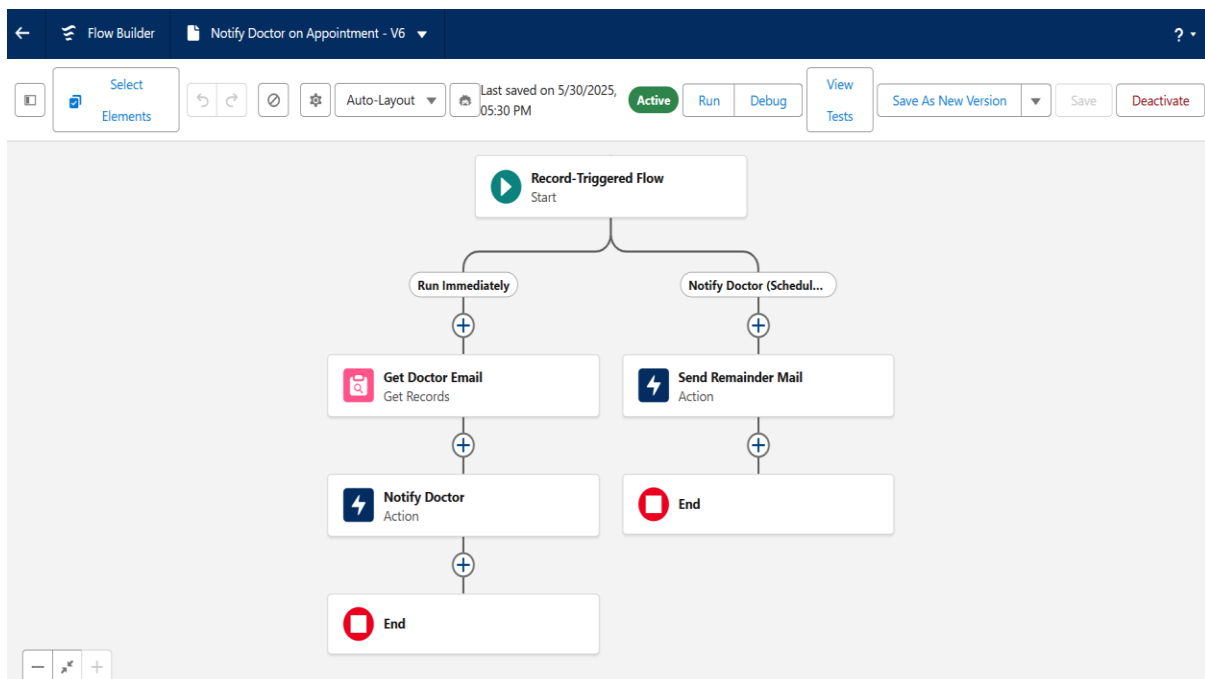 Flow Builder
Notify Doctor on Appointment - V6
?
Select
Elements
Auto-Layout
Last saved on 5/30/2025,
05:30 PM
Active
Run
Debug
View
Tests
Save As New Version
Save
Deactivate
Record-Triggered Flow
Start
Run Immediately
Notify Doctor (Schedul...
Get Doctor Email
Get Records
Send Remainder Mail
Action
Notify Doctor
Action
End
End